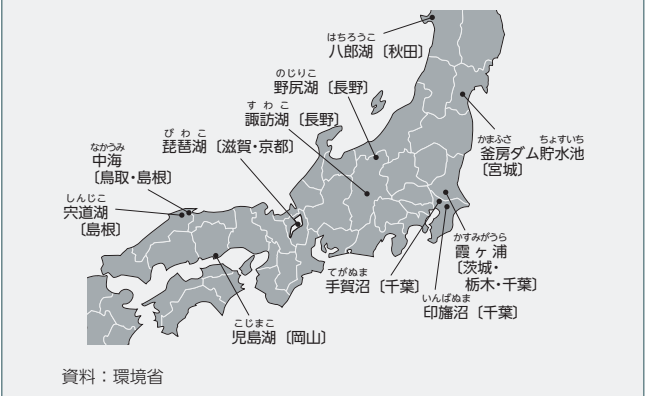 はちろうこ
八郎湖〔秋田〕
のじりこ
野尻湖〔長野〕
すわこ
諏訪湖〔長野〕
びわこ
琵琶湖〔滋賀・京都〕
なかうみ
中海
〔鳥取・島根〕
しんじこ
宍道湖
〔島根〕
かまふさ ちょすいち
釜房ダム貯水池
〔宮城〕
かすみがうら
霞ヶ浦
〔茨城・
栃木・千葉〕
てがぬま
手賀沼〔千葉〕
いんばぬま
印旛沼〔千葉〕
こじまこ
児島湖〔岡山〕
資料：環境省